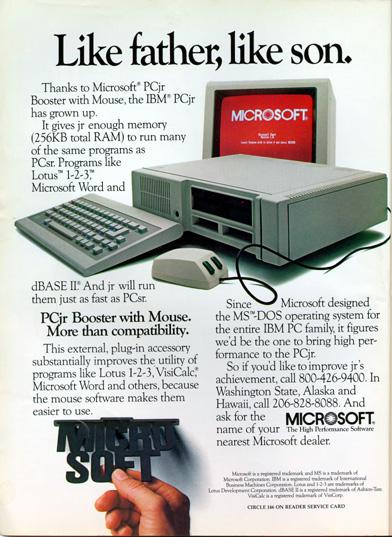 Like father, like son.
Thanks to Microsoft® PCjr
Booster with Mouse, the IBM® PCjr
has grown up.
It gives jr enough memory
(256KB total RAM) to run many
of the same programs as
PCsr. Programs like
Lotus™ 1-2-3,™
Microsoft Word and
dBASE II.® And jr will run
them just as fast as PCsr.
PCjr Booster with Mouse.
More than compatibility.
This external, plug-in accessory
substantially improves the utility of
programs like Lotus 1-2-3, VisiCalc,®
Microsoft Word and others, because
the mouse software makes them
easier to use.
MICROSOFT
Since Microsoft designed
the MS™-DOS operating system for
the entire IBM PC family, it figures
we'd be the one to bring high per-
formance to the PCjr.
So if you'd like to improve jr's
achievement, call 800-426-9400. In
Washington State, Alaska and
Hawaii, call 206-828-8088. And
ask for the
name of your
nearest Microsoft dealer.
MICROSOFT®
The High Performance Software
MICRO
SOFT
Microsoft is a registered trademark and MS is a trademark of
Microsoft Corporation. IBM is a registered trademark of International
Business Machines Corporation. Lotus and 1-2-3 are trademarks of
Lotus Development Corporation. dBASE II is a registered trademark of Ashton-Tate.
VisiCalc is a registered trademark of VisiCorp.
CIRCLE 166 ON READER SERVICE CARD